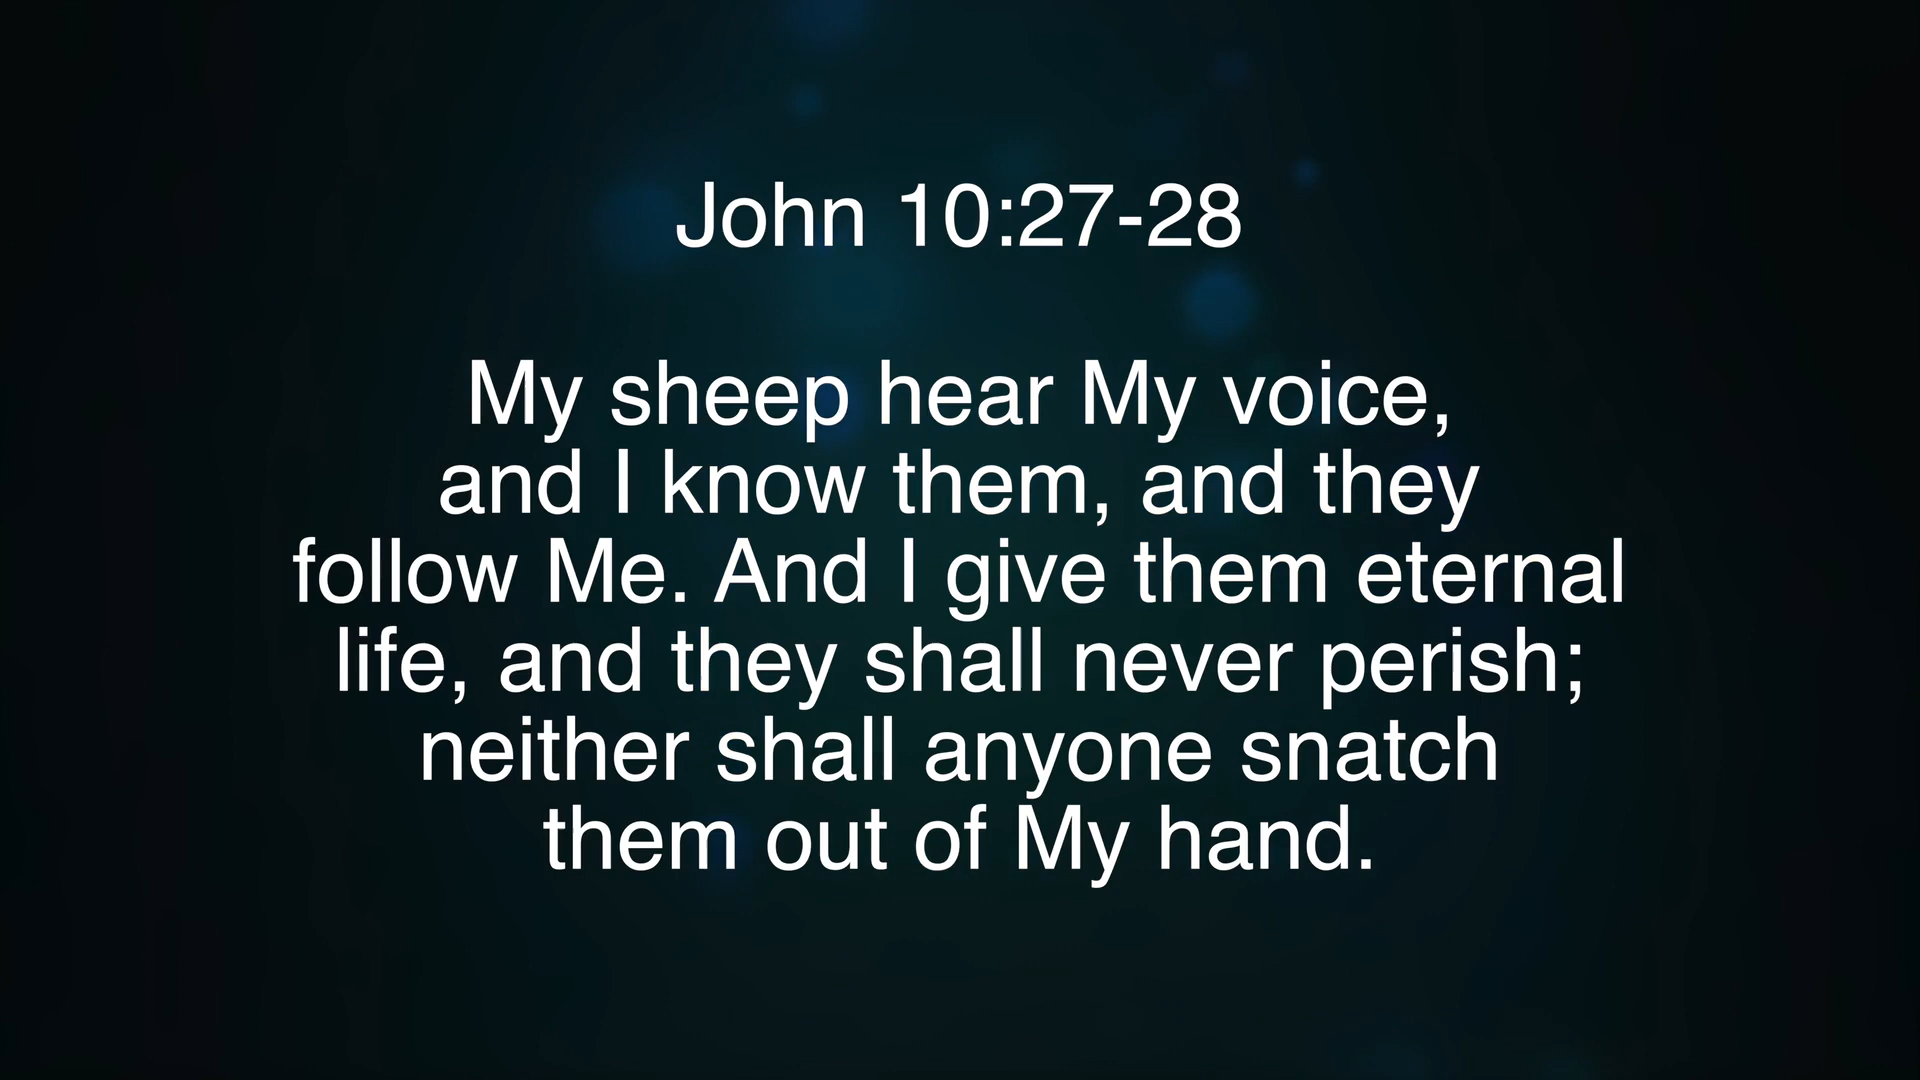 John 10:27-28
My sheep hear My voice,
and I know them, and they
follow Me. And I give them eternal
life, and they shall never perish;
neither shall anyone snatch
them out of My hand.